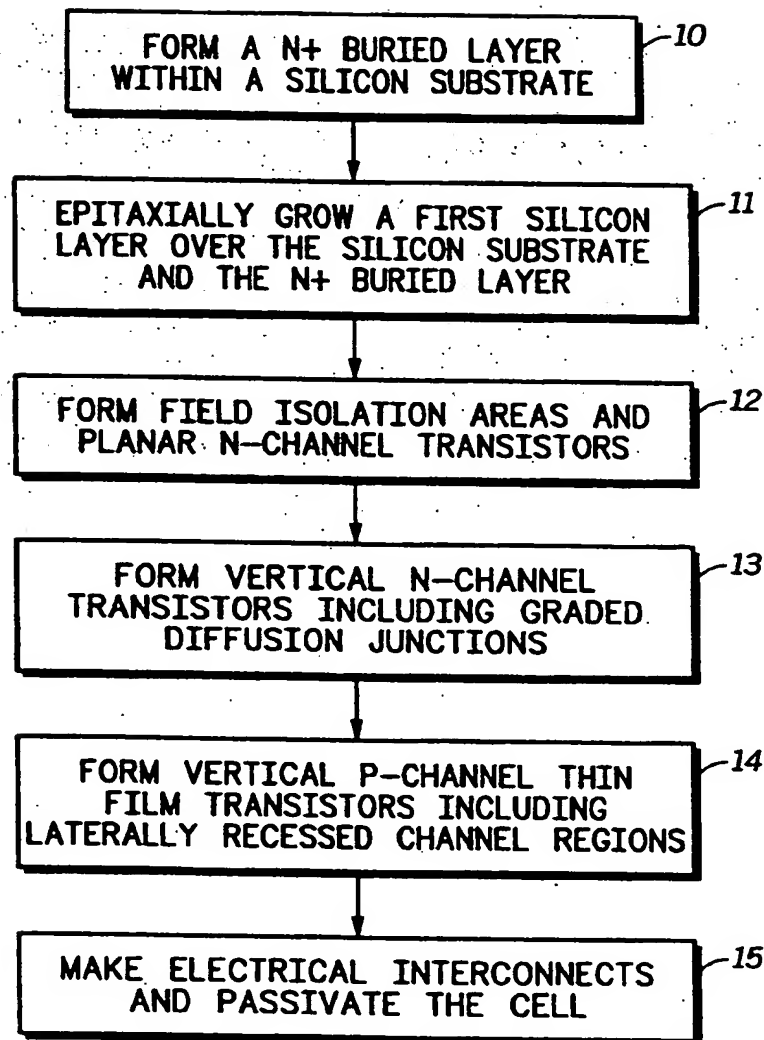 FORM A N+ BURIED LAYER
WITHIN A SILICON SUBSTRATE
10
EPITAXIALLY GROW A FIRST SILICON
LAYER OVER THE SILICON SUBSTRATE
AND THE N+ BURIED LAYER
11
FORM FIELD ISOLATION AREAS AND
PLANAR N-CHANNEL TRANSISTORS
12
FORM VERTICAL N-CHANNEL
TRANSISTORS INCLUDING GRADED
DIFFUSION JUNCTIONS
13
FORM VERTICAL P-CHANNEL THIN
FILM TRANSISTORS INCLUDING
LATERALLY RECESSED CHANNEL REGIONS
14
MAKE ELECTRICAL INTERCONNECTS
AND PASSIVATE THE CELL
15